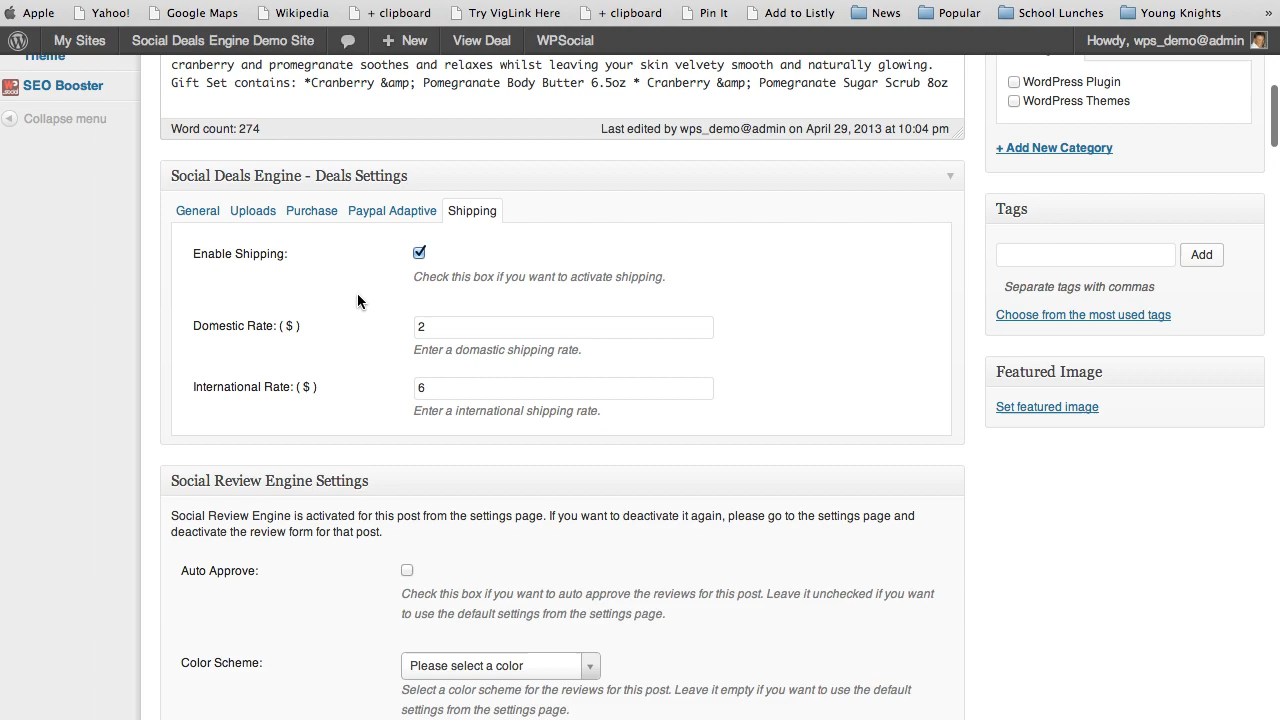 Apple Yahoo! Google Maps Wikipedia + clipboard Try VigLink Here + clipboard Pin It Add to Listly News Popular School Lunches Young Knights »
My Sites Social Deals Engine Demo Site + New View Deal WPSocial Howdy, wps_demo@admin
Theme
SEO Booster
Collapse menu
cranberry and promegranate soothes and relaxes whilst leaving your skin velvety smooth and naturally glowing.
Gift Set contains: *Cranberry &amp; Pomegranate Body Butter 6.5oz * Cranberry &amp; Pomegranate Sugar Scrub 8oz
Word count: 274 Last edited by wps_demo@admin on April 29, 2013 at 10:04 pm
Social Deals Engine - Deals Settings
General Uploads Purchase Paypal Adaptive Shipping
Enable Shipping:
Check this box if you want to activate shipping.
Domestic Rate: ( $ ) 2
Enter a domastic shipping rate.
International Rate: ( $ ) 6
Enter a international shipping rate.
Social Review Engine Settings
Social Review Engine is activated for this post from the settings page. If you want to deactivate it again, please go to the settings page and
deactivate the review form for that post.
Auto Approve:
Check this box if you want to auto approve the reviews for this post. Leave it unchecked if you want
to use the default settings from the settings page.
Color Scheme: Please select a color
Select a color scheme for the reviews for this post. Leave it empty if you want to use the default
settings from the settings page.
WordPress Plugin
WordPress Themes
+ Add New Category
Tags
Add
Separate tags with commas
Choose from the most used tags
Featured Image
Set featured image